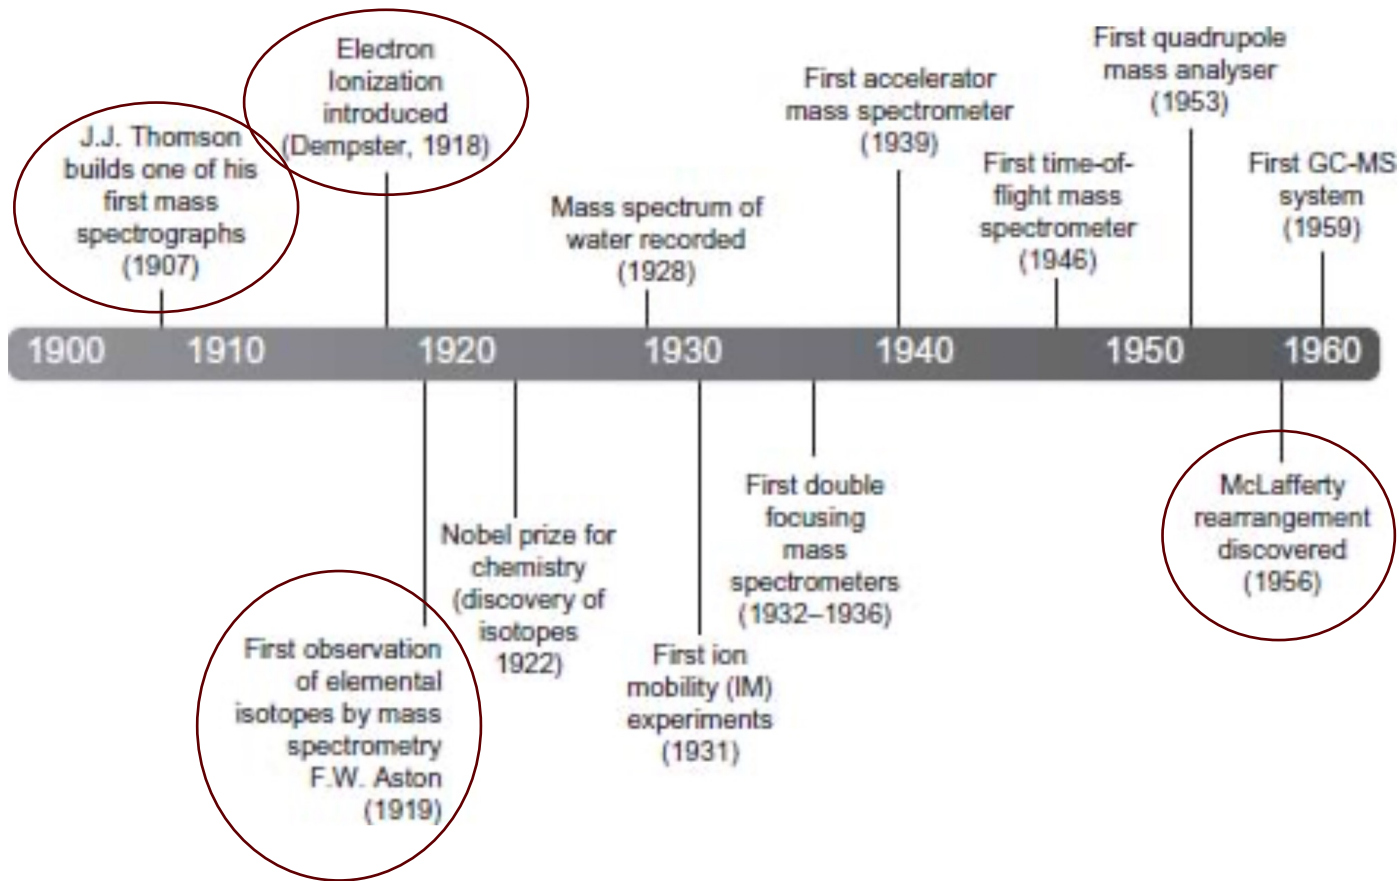 J.J. Thomson
builds one of his
first mass
spectrographs
(1907)
Electron
Ionization
introduced
(Dempster, 1918)
Mass spectrum of
water recorded
(1928)
First accelerator
mass spectrometer
(1939)
First time-of-
flight mass
spectrometer
(1946)
First quadrupole
mass analyser
(1953)
First GC-MS
system
(1959)
1900 1910 1920 1930 1940 1950 1960
First observation
of elemental
isotopes by mass
spectrometry
F.W. Aston
(1919)
Nobel prize for
chemistry
(discovery of
isotopes
1922)
First ion
mobility (IM)
experiments
(1931)
First double
focusing
mass
spectrometers
(1932–1936)
McLafferty
rearrangement
discovered
(1956)